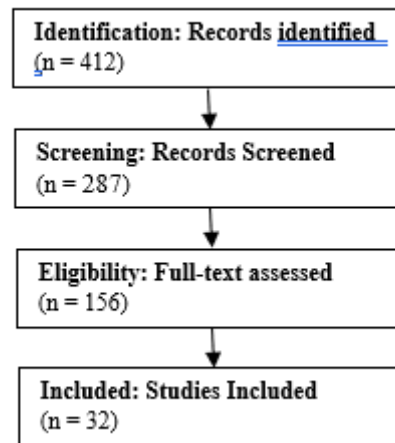 Identification: Records identified
(n = 412)
Screening: Records Screened
(n = 287)
Eligibility: Full-text assessed
(n = 156)
Included: Studies Included
(n = 32)